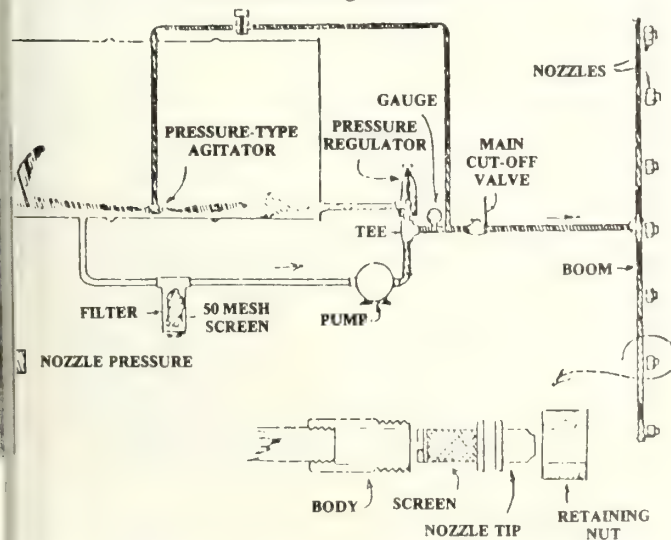 NOZZLES
GAUGE
PRESSURE-TYPE
AGITATOR
PRESSURE
REGULATOR
MAIN
CUT-OFF
VALVE
TEE
BOOM
FILTER
50 MESH
SCREEN
PUMP
NOZZLE PRESSURE
BODY
SCREEN
NOZZLE TIP
RETAINING
NUT